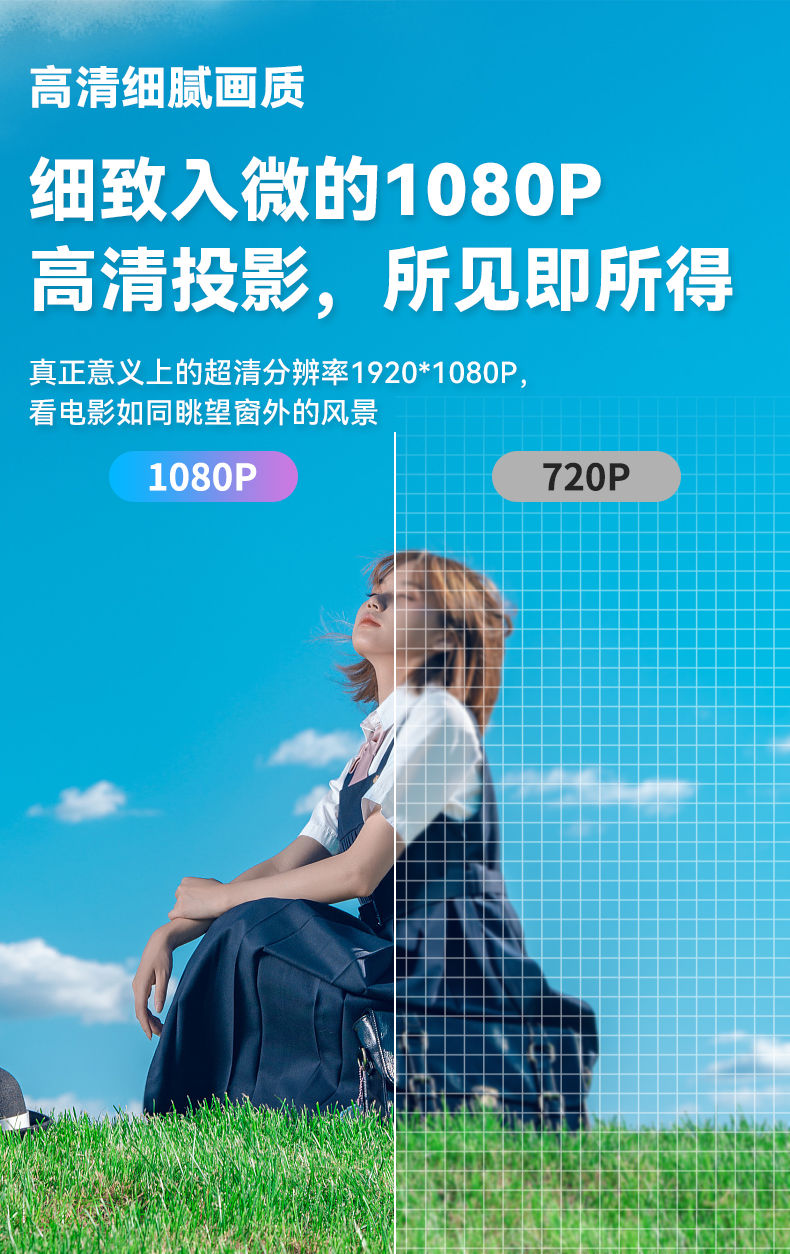 高清细腻画质
细致入微的1080P
高清投影，所见即所得
真正意义上的超清分辨率1920*1080P，
看电影如同眺望窗外的风景
1080P
720P